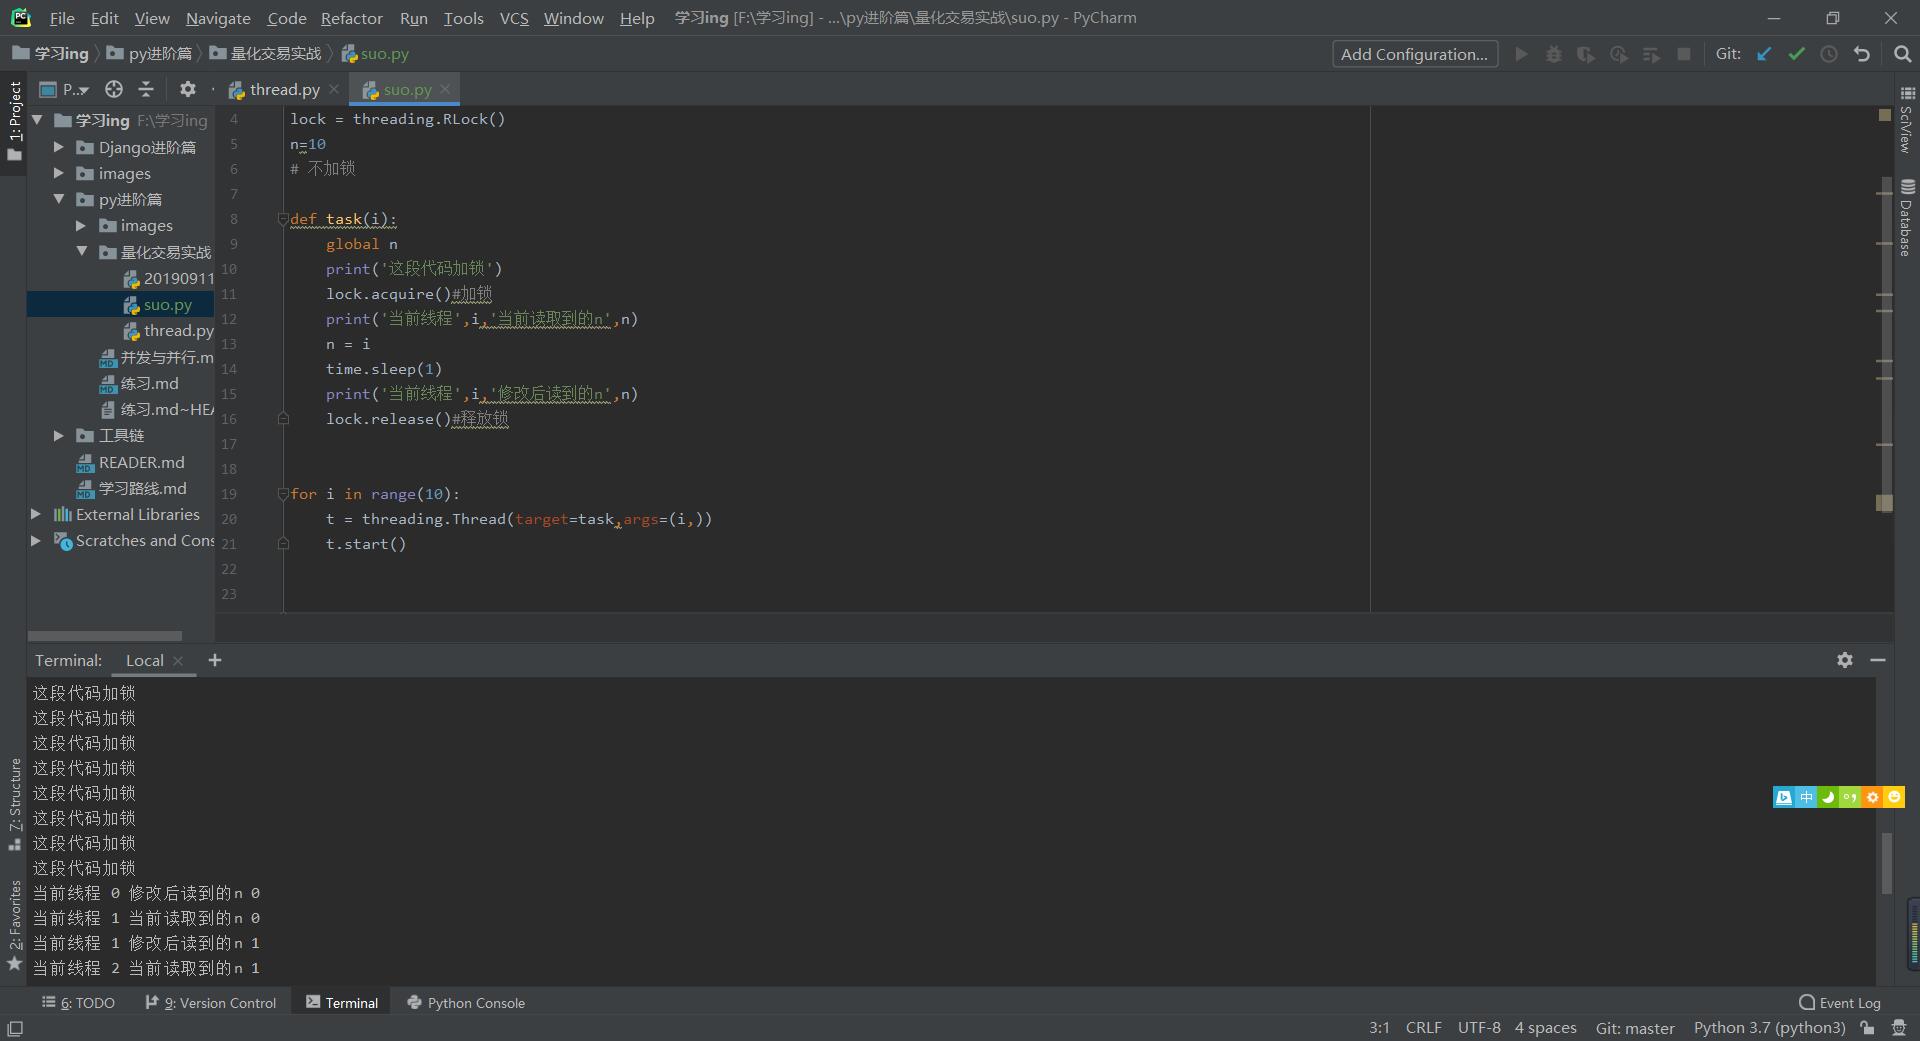 File Edit View Navigate Code Refactor Run Tools VCS Window Help 学习ing [F:\学习ing] - ...\py进阶篇\量化交易实战\suo.py - PyCharm
学习ing py进阶篇 量化交易实战 suo.py Add Configuration... Git:
P.. thread.py suo.py
1: Project
学习ing F:\学习ing
Django进阶篇
images
py进阶篇
images
量化交易实战
20190911
suo.py
thread.py
并发与并行.m
练习.md
练习.md~HEA
工具链
READER.md
学习路线.md
External Libraries
Scratches and Cons
4 lock = threading.RLock()
5 n=10
6 # 不加锁
7
8 def task(i):
9 global n
10 print('这段代码加锁')
11 lock.acquire()#加锁
12 print('当前线程',i,'当前读取到的n',n)
13 n = i
14 time.sleep(1)
15 print('当前线程',i,'修改后读到的n',n)
16 lock.release()#释放锁
17
18
19 for i in range(10):
20 t = threading.Thread(target=task,args=(i,))
21 t.start()
22
23
SciView
Database
Terminal: Local +
这段代码加锁
这段代码加锁
这段代码加锁
这段代码加锁
这段代码加锁
这段代码加锁
这段代码加锁
这段代码加锁
当前线程 0 修改后读到的n 0
当前线程 1 当前读取到的n 0
当前线程 1 修改后读到的n 1
当前线程 2 当前读取到的n 1
7: Structure
2: Favorites
中
6: TODO 9: Version Control Terminal Python Console Event Log
3:1 CRLF UTF-8 4 spaces Git: master Python 3.7 (python3)